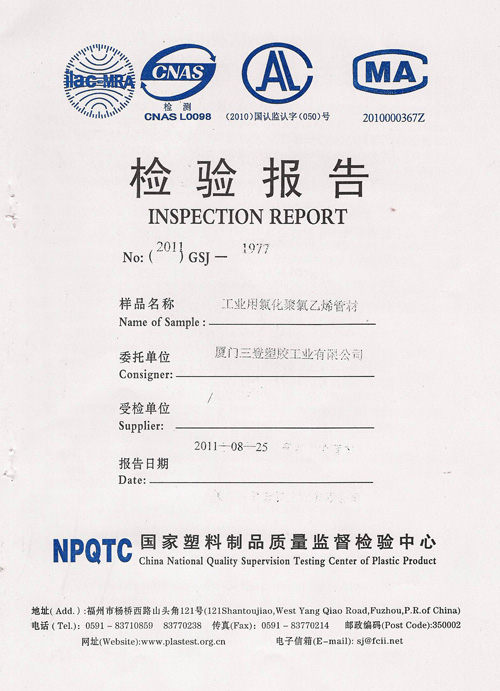 ilac-MRA
CNAS
检 测
CNAS L0098
AL
(2010)国认监认字(050)号
MA
2010000367Z
检验报告
INSPECTION REPORT
No: (2011) GSJ — 1977
样品名称 工业用氯化聚氯乙烯管材
Name of Sample :
委托单位 厦门三登塑胶工业有限公司
Consigner:
受检单位 /
Supplier:
2011-08-25
报告日期
Date:
NPQTC 国家塑料制品质量监督检验中心
China National Quality Supervision Testing Center of Plastic Product
地址( Add. ) :福州市杨桥西路山头角121号(121Shantoujiao,West Yang Qiao Road,Fuzhou,P.R.of China)
电话 ( Tel.): 0591 - 83710859 83770238 传真(Fax): 0591 - 83770214 邮政编码(Post Code):350002
网址(Website):www.plastest.org.cn 电子信箱(E-mail): sj@fcii.net